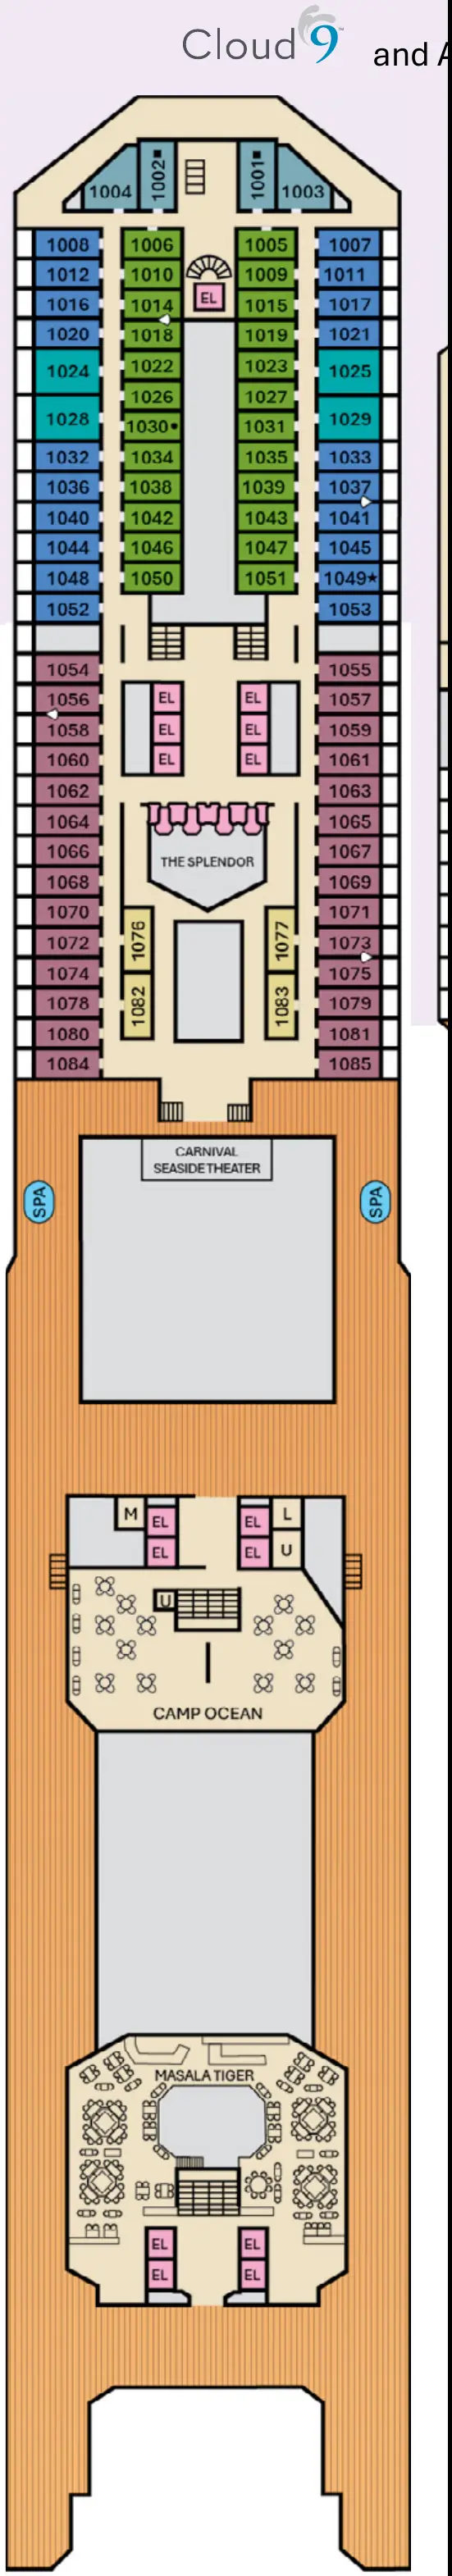 Cloud 9™ and A
1004 1002■ 1001■ 1003
1008 1006 1005 1007
1012 1010 1009 1011
EL
1016 1014 1015 1017
1020 1018 1019 1021
1024 1022 1023 1025
1026 1027
1028 1030● 1031 1029
1032 1034 1035 1033
1036 1038 1039 1037
1040 1042 1043 1041
1044 1046 1047 1045
1048 1050 1051 1049★
1052 1053
1054 1055
1056 EL EL 1057
1058 EL EL 1059
1060 EL EL 1061
1062 1063
1064 1065
1066 THE SPLENDOR 1067
1068 1069
1070 1071
1072 1076 1077 1073
1074 1075
1078 1082 1083 1079
1080 1081
1084 1085
CARNIVAL
SEASIDE THEATER
SPA SPA
M EL EL L
EL EL U
U
CAMP OCEAN
MASALA TIGER
EL EL
EL EL